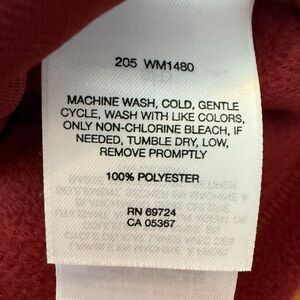 205 WM1480
MACHINE WASH, COLD, GENTLE
CYCLE, WASH WITH LIKE COLORS,
ONLY NON-CHLORINE BLEACH, IF
NEEDED, TUMBLE DRY, LOW,
REMOVE PROMPTLY
100% POLYESTER
RN 69724
CA 05367